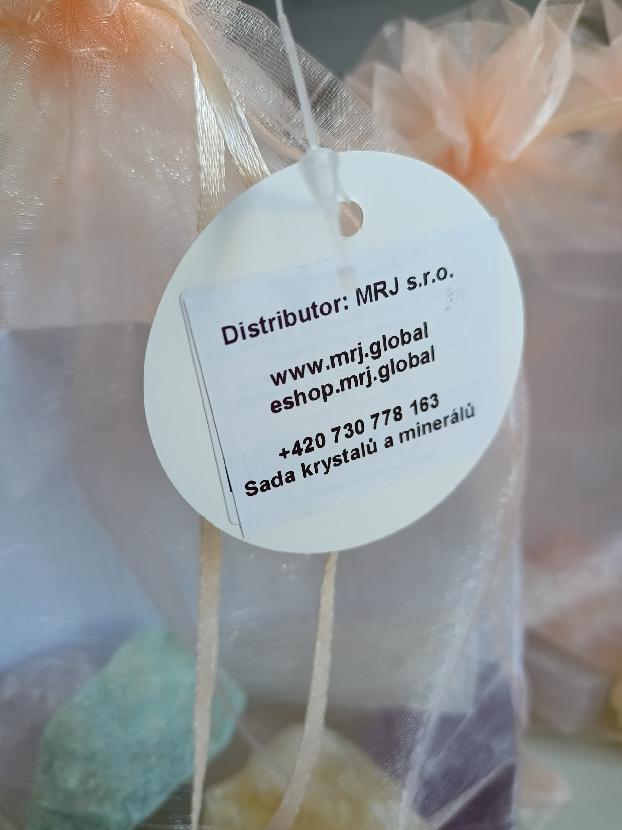 Distributor: MRJ s.r.o.
www.mrj.global
eshop.mrj.global
+420 730 778 163
Sada krystalů a minerálů